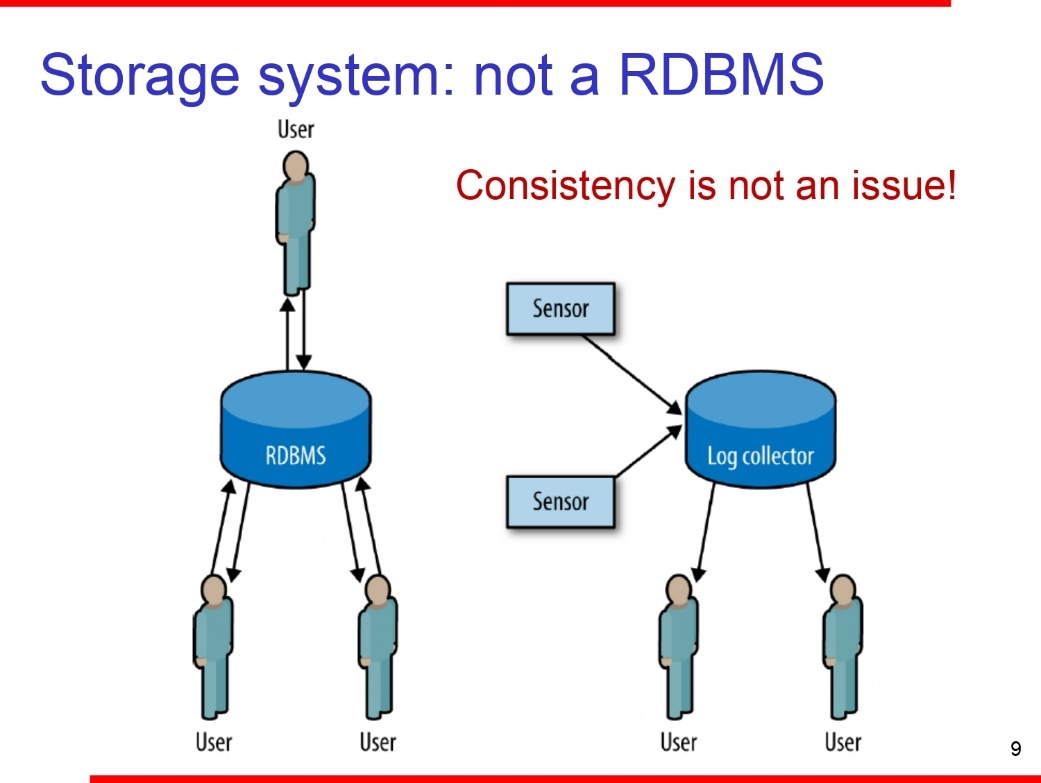 Storage system: not a RDBMS
User
Consistency is not an issue!
Sensor
RDBMS
Log collector
Sensor
User
User
User
User
9